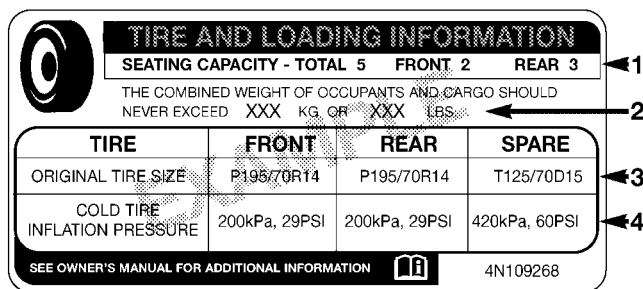 TIRE AND LOADING INFORMATION
SEATING CAPACITY - TOTAL 5 FRONT 2 REAR 3
1
THE COMBINED WEIGHT OF OCCUPANTS AND CARGO SHOULD
NEVER EXCEED XXX KG OR XXX LBS.
2
TIRE FRONT REAR SPARE
ORIGINAL TIRE SIZE P195/70R14 P195/70R14 T125/70D15
3
COLD TIRE
INFLATION PRESSURE 200kPa, 29PSI 200kPa, 29PSI 420kPa, 60PSI
4
SEE OWNER'S MANUAL FOR ADDITIONAL INFORMATION 4N109268
EXAMPLE